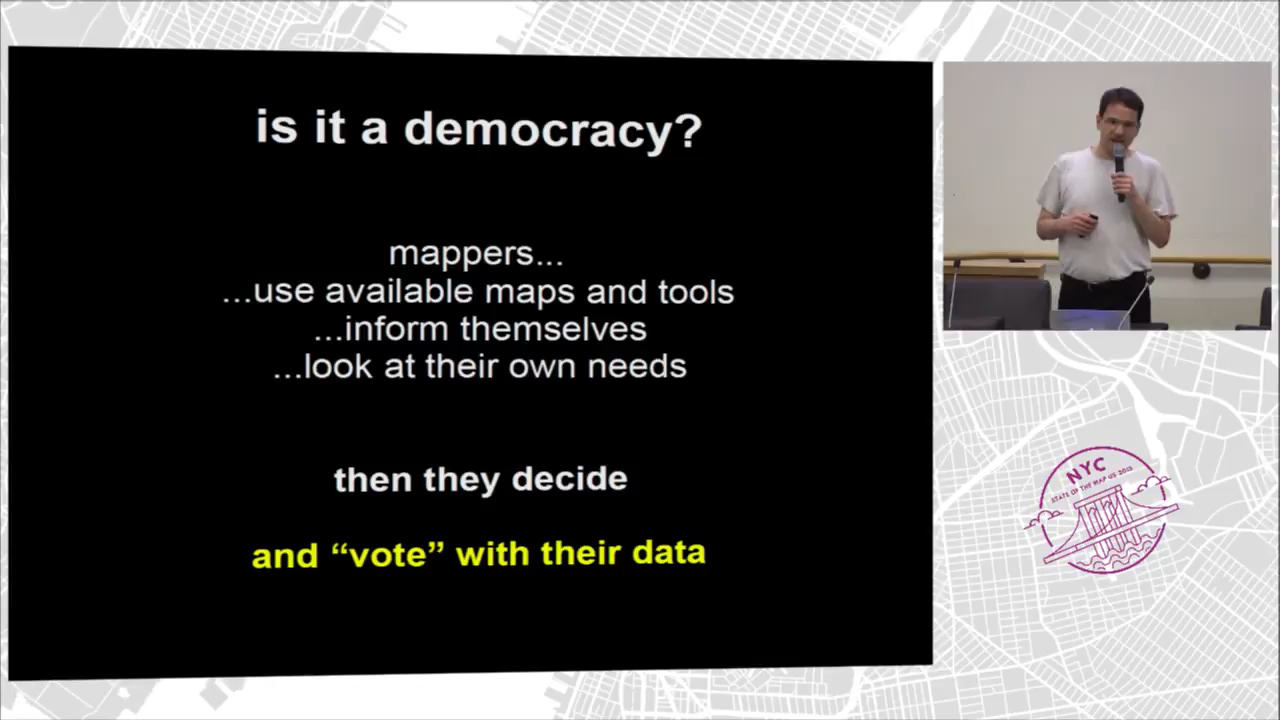 is it a democracy?
mappers...
...use available maps and tools
...inform themselves
...look at their own needs
then they decide
and “vote” with their data
NYC
STATE OF THE MAP US 2015